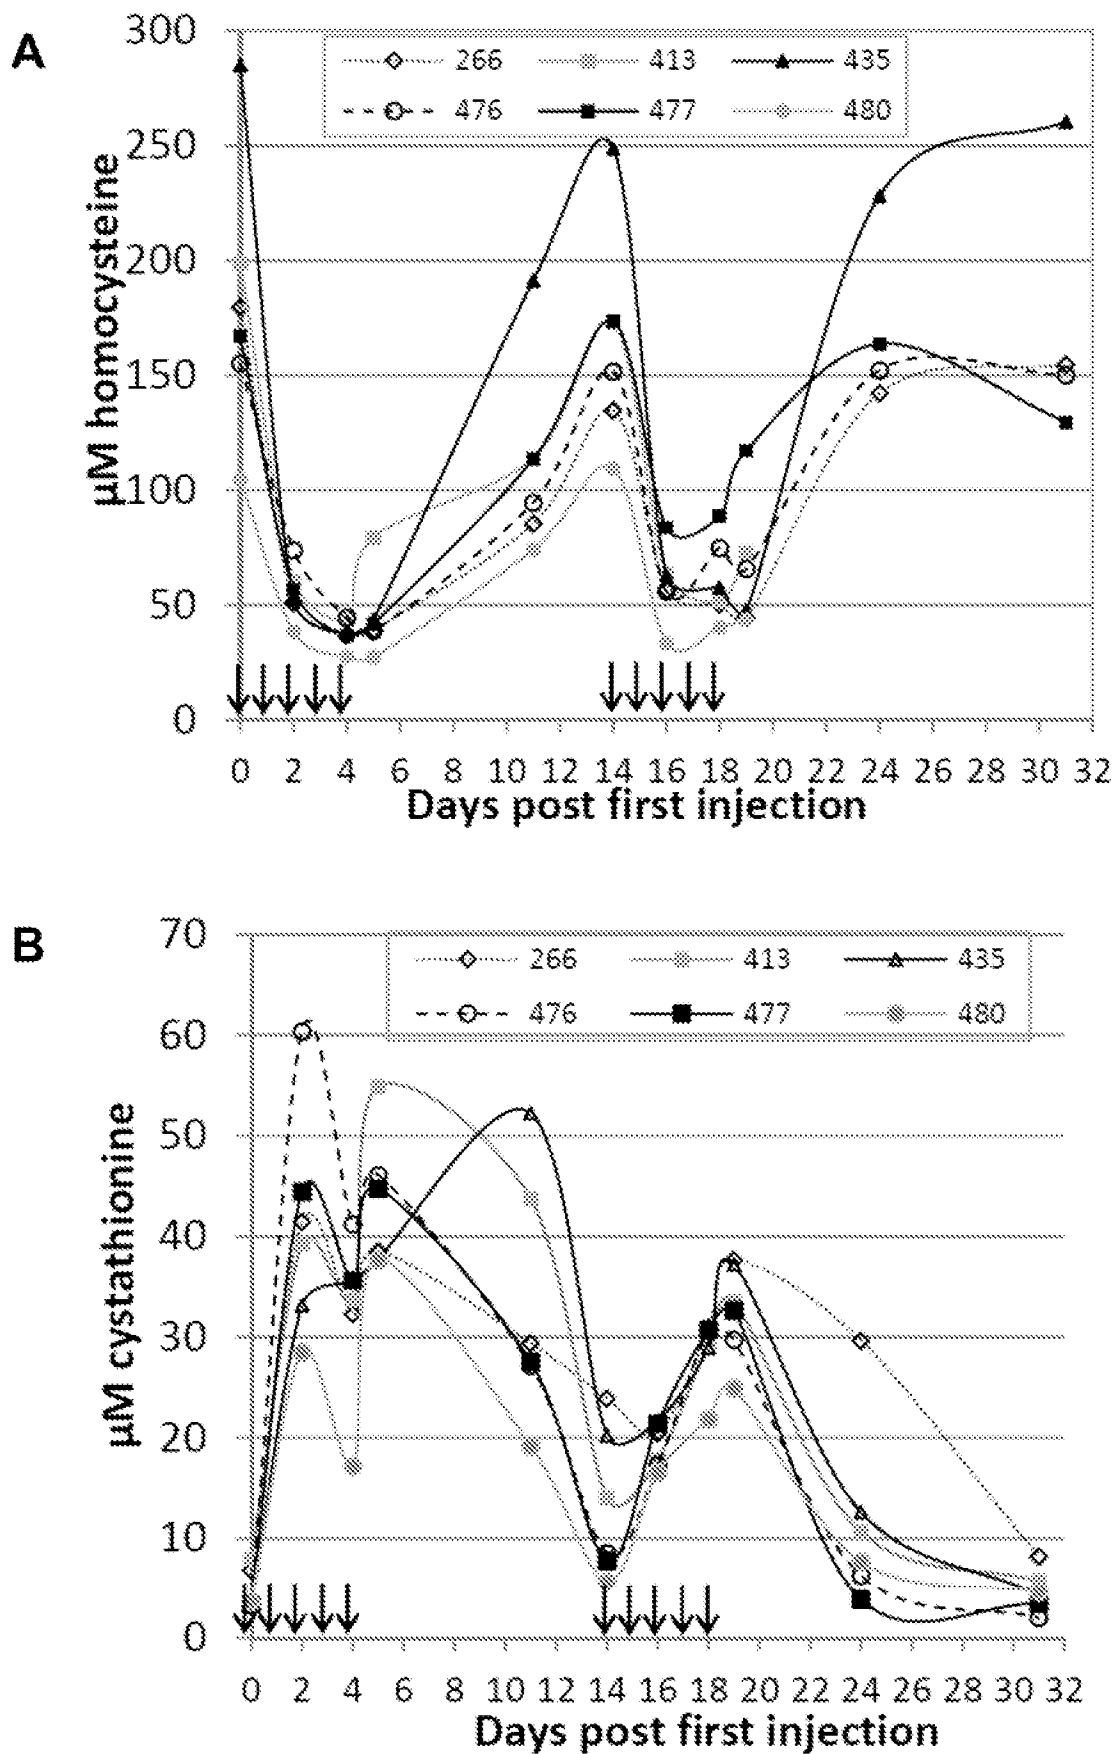 A
300
250
200
150
100
50
0
μM homocysteine
266 413 435
476 477 480
0 2 4 6 8 10 12 14 16 18 20 22 24 26 28 30 32
Days post first injection
B
70
60
50
40
30
20
10
0
μM cystathionine
266 413 435
476 477 480
0 2 4 6 8 10 12 14 16 18 20 22 24 26 28 30 32
Days post first injection